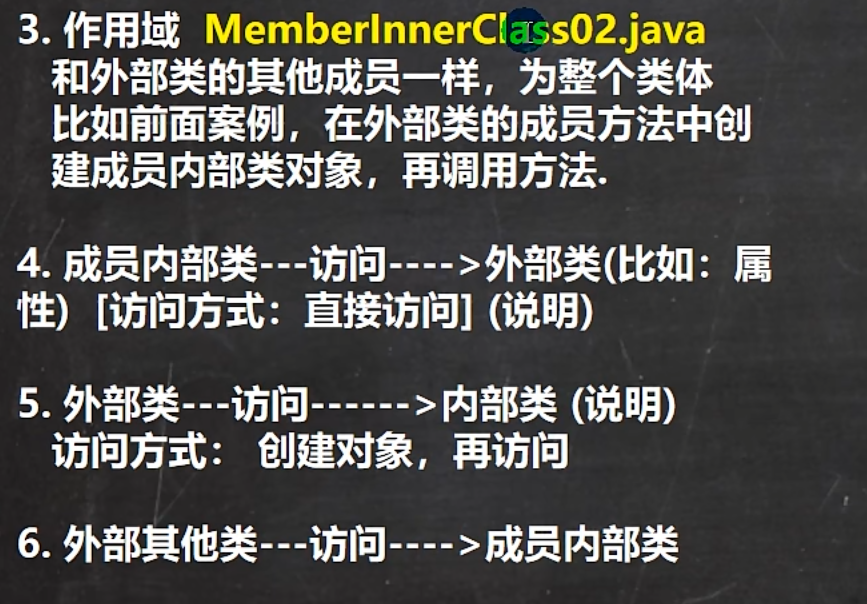 3. 作用域 MemberInnerClass02.java
和外部类的其他成员一样，为整个类体
比如前面案例，在外部类的成员方法中创
建成员内部类对象，再调用方法.
4. 成员内部类---访问---->外部类(比如：属
性）[访问方式：直接访问] (说明)
5. 外部类---访问------>内部类 (说明)
访问方式： 创建对象，再访问
6. 外部其他类---访问---->成员内部类